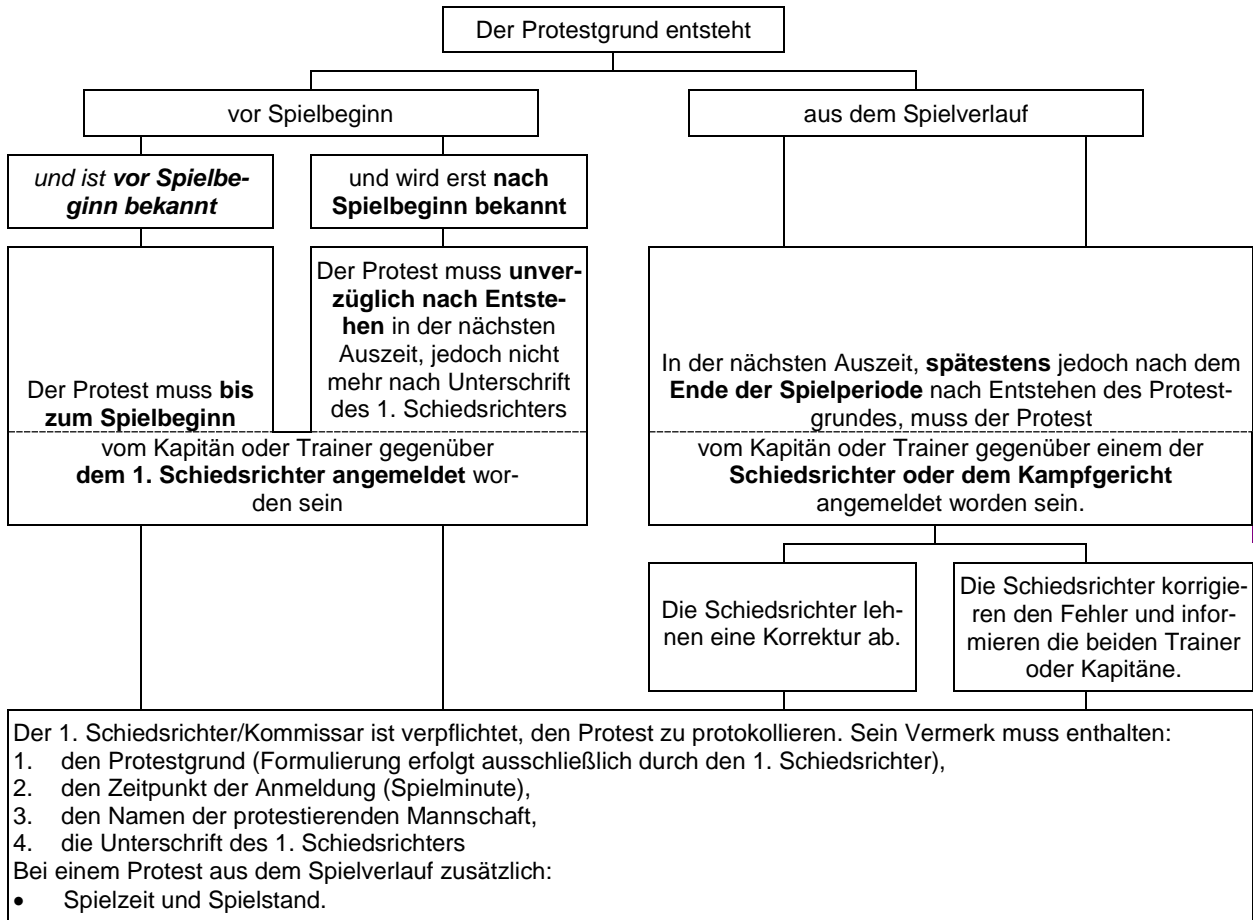 Der Protestgrund entsteht
vor Spielbeginn
aus dem Spielverlauf
und ist vor Spielbe-
ginn bekannt
und wird erst nach
Spielbeginn bekannt
Der Protest muss bis
zum Spielbeginn
Der Protest muss unver-
züglich nach Entste-
hen in der nächsten
Auszeit, jedoch nicht
mehr nach Unterschrift
des 1. Schiedsrichters
vom Kapitän oder Trainer gegenüber
dem 1. Schiedsrichter angemeldet wor-
den sein
In der nächsten Auszeit, spätestens jedoch nach dem
Ende der Spielperiode nach Entstehen des Protest-
grundes, muss der Protest
vom Kapitän oder Trainer gegenüber einem der
Schiedsrichter oder dem Kampfgericht
angemeldet worden sein.
Die Schiedsrichter leh-
nen eine Korrektur ab.
Die Schiedsrichter korrigie-
ren den Fehler und infor-
mieren die beiden Trainer
oder Kapitäne.
Der 1. Schiedsrichter/Kommissar ist verpflichtet, den Protest zu protokollieren. Sein Vermerk muss enthalten:
1. den Protestgrund (Formulierung erfolgt ausschließlich durch den 1. Schiedsrichter),
2. den Zeitpunkt der Anmeldung (Spielminute),
3. den Namen der protestierenden Mannschaft,
4. die Unterschrift des 1. Schiedsrichters
Bei einem Protest aus dem Spielverlauf zusätzlich:
• Spielzeit und Spielstand.